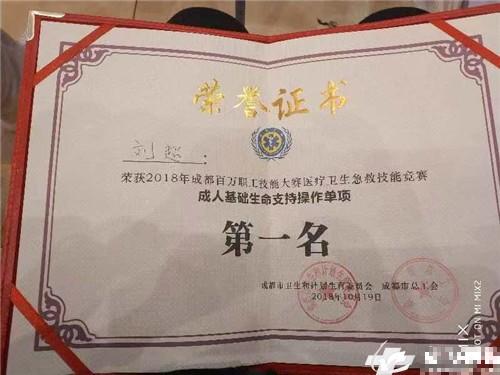 荣誉证书
刘超：
荣获2018年成都百万职工技能大赛医疗卫生急救技能竞赛
成人基础生命支持操作单项
第一名
成都市卫生和计划生育委员会 成都市总工会
2018年10月19日
MIX
T ON MI MIX2